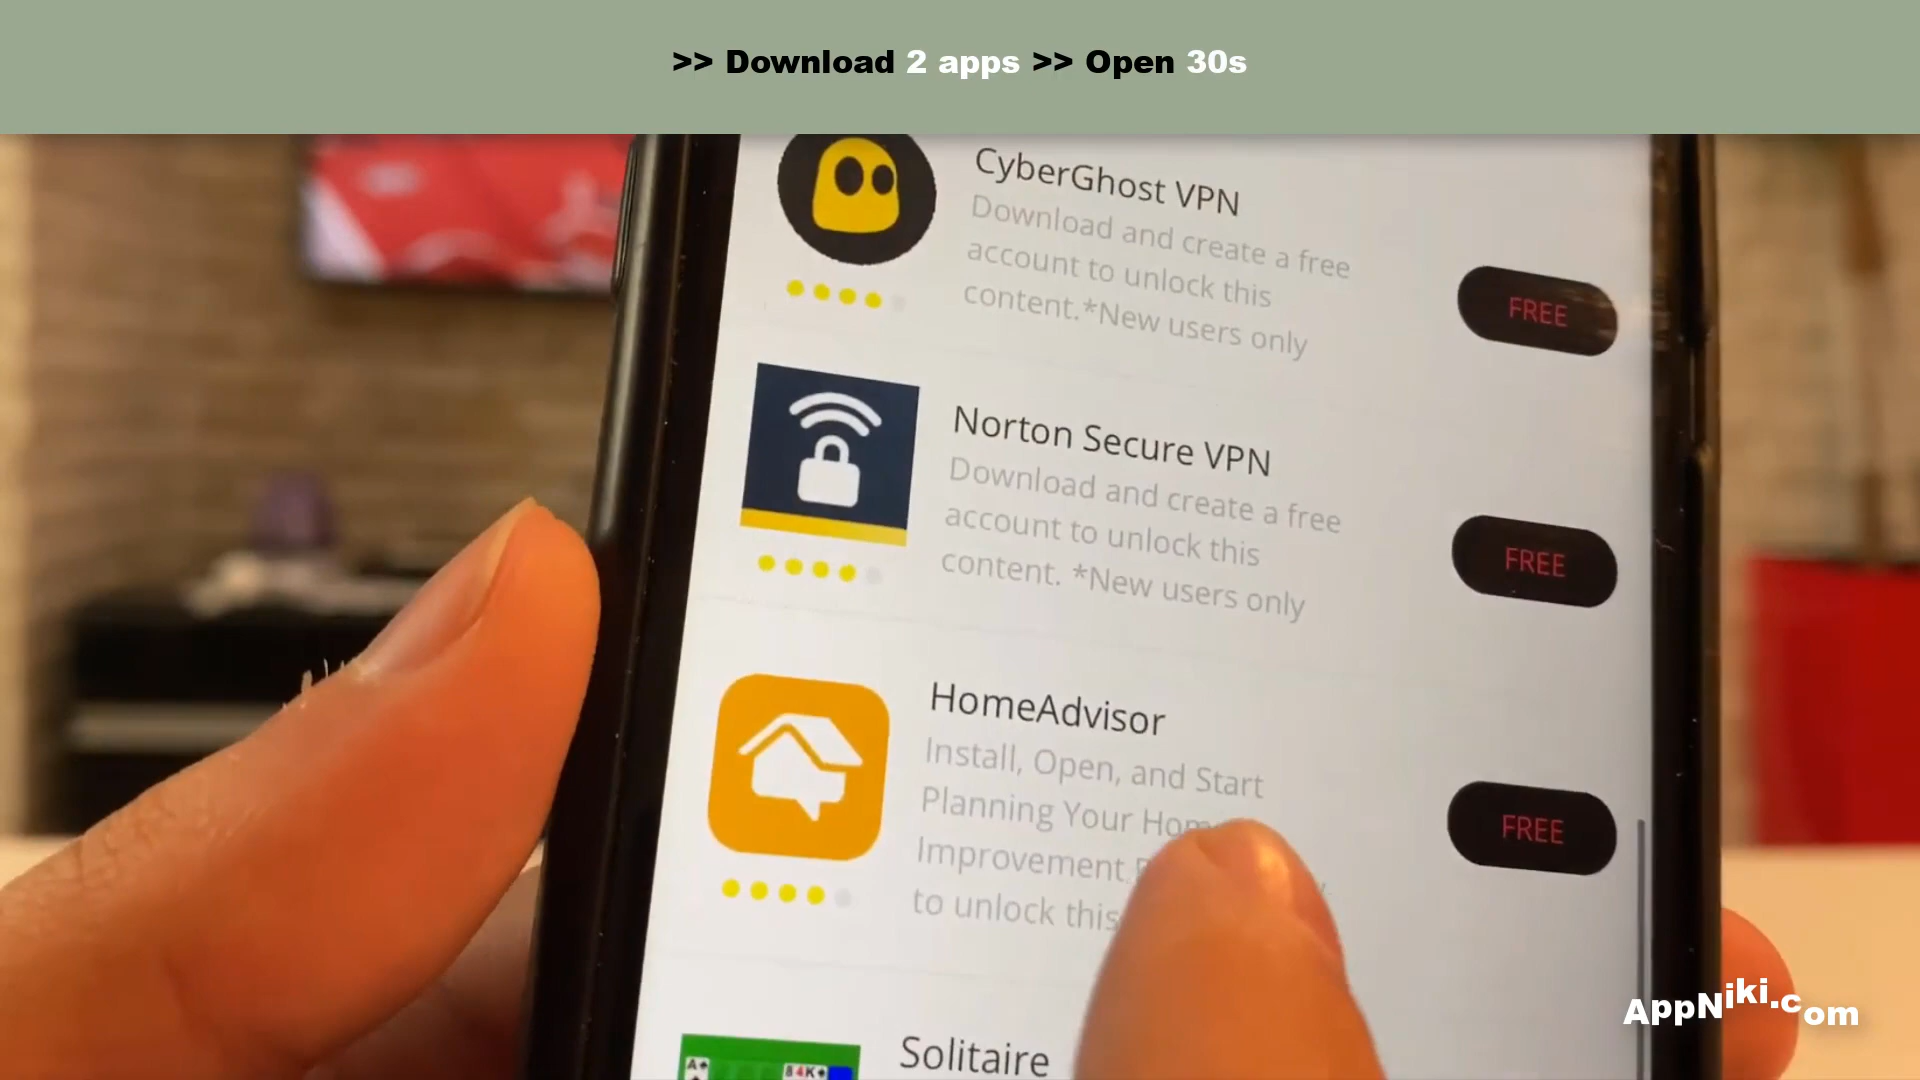 >> Download 2 apps >> Open 30s
CyberGhost VPN
Download and create a free
account to unlock this
content.*New users only
FREE
Norton Secure VPN
Download and create a free
account to unlock this
content. *New users only
FREE
HomeAdvisor
Install, Open, and Start
Planning Your Home
Improvement
to unlock this
FREE
Solitaire
AppNiki.com